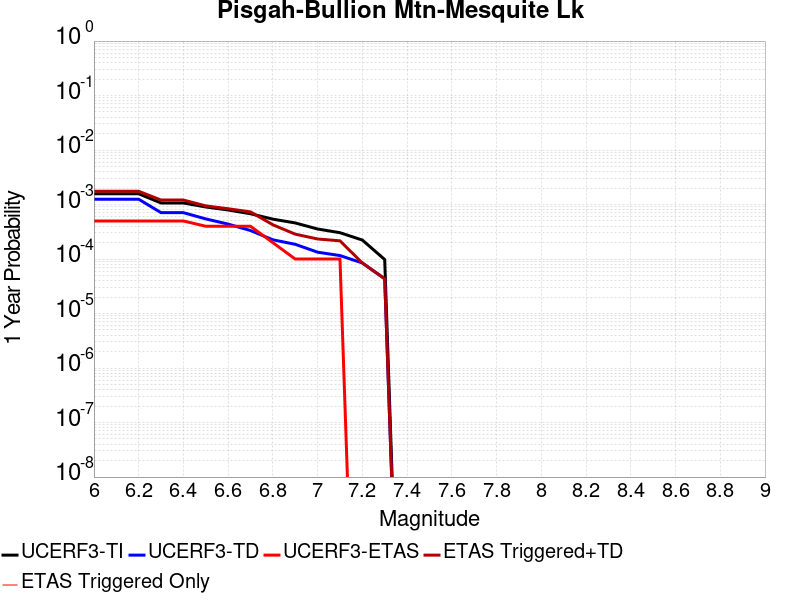 Pisgah-Bullion Mtn-Mesquite Lk
1 Year Probability
10^0
10^-1
10^-2
10^-3
10^-4
10^-5
10^-6
10^-7
10^-8
6 6.2 6.4 6.6 6.8 7 7.2 7.4 7.6 7.8 8 8.2 8.4 8.6 8.8 9
Magnitude
UCERF3-TI UCERF3-TD UCERF3-ETAS ETAS Triggered+TD
ETAS Triggered Only